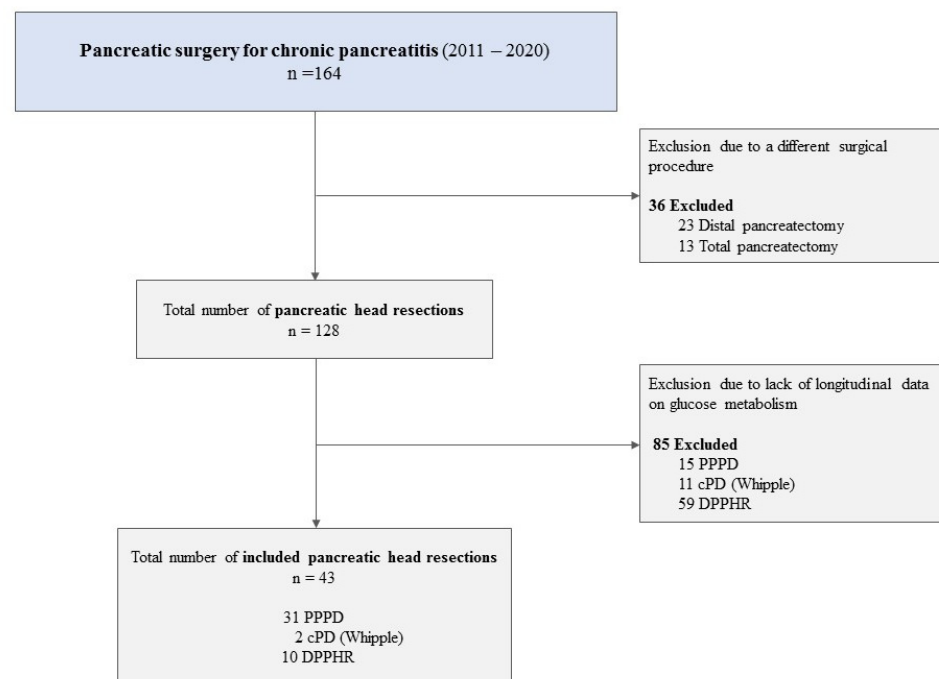 Pancreatic surgery for chronic pancreatitis (2011 – 2020)
n =164
Exclusion due to a different surgical
procedure
36 Excluded
23 Distal pancreatectomy
13 Total pancreatectomy
Total number of pancreatic head resections
n = 128
Exclusion due to lack of longitudinal data
on glucose metabolism
85 Excluded
15 PPPD
11 cPD (Whipple)
59 DPPHR
Total number of included pancreatic head resections
n = 43
31 PPPD
2 cPD (Whipple)
10 DPPHR